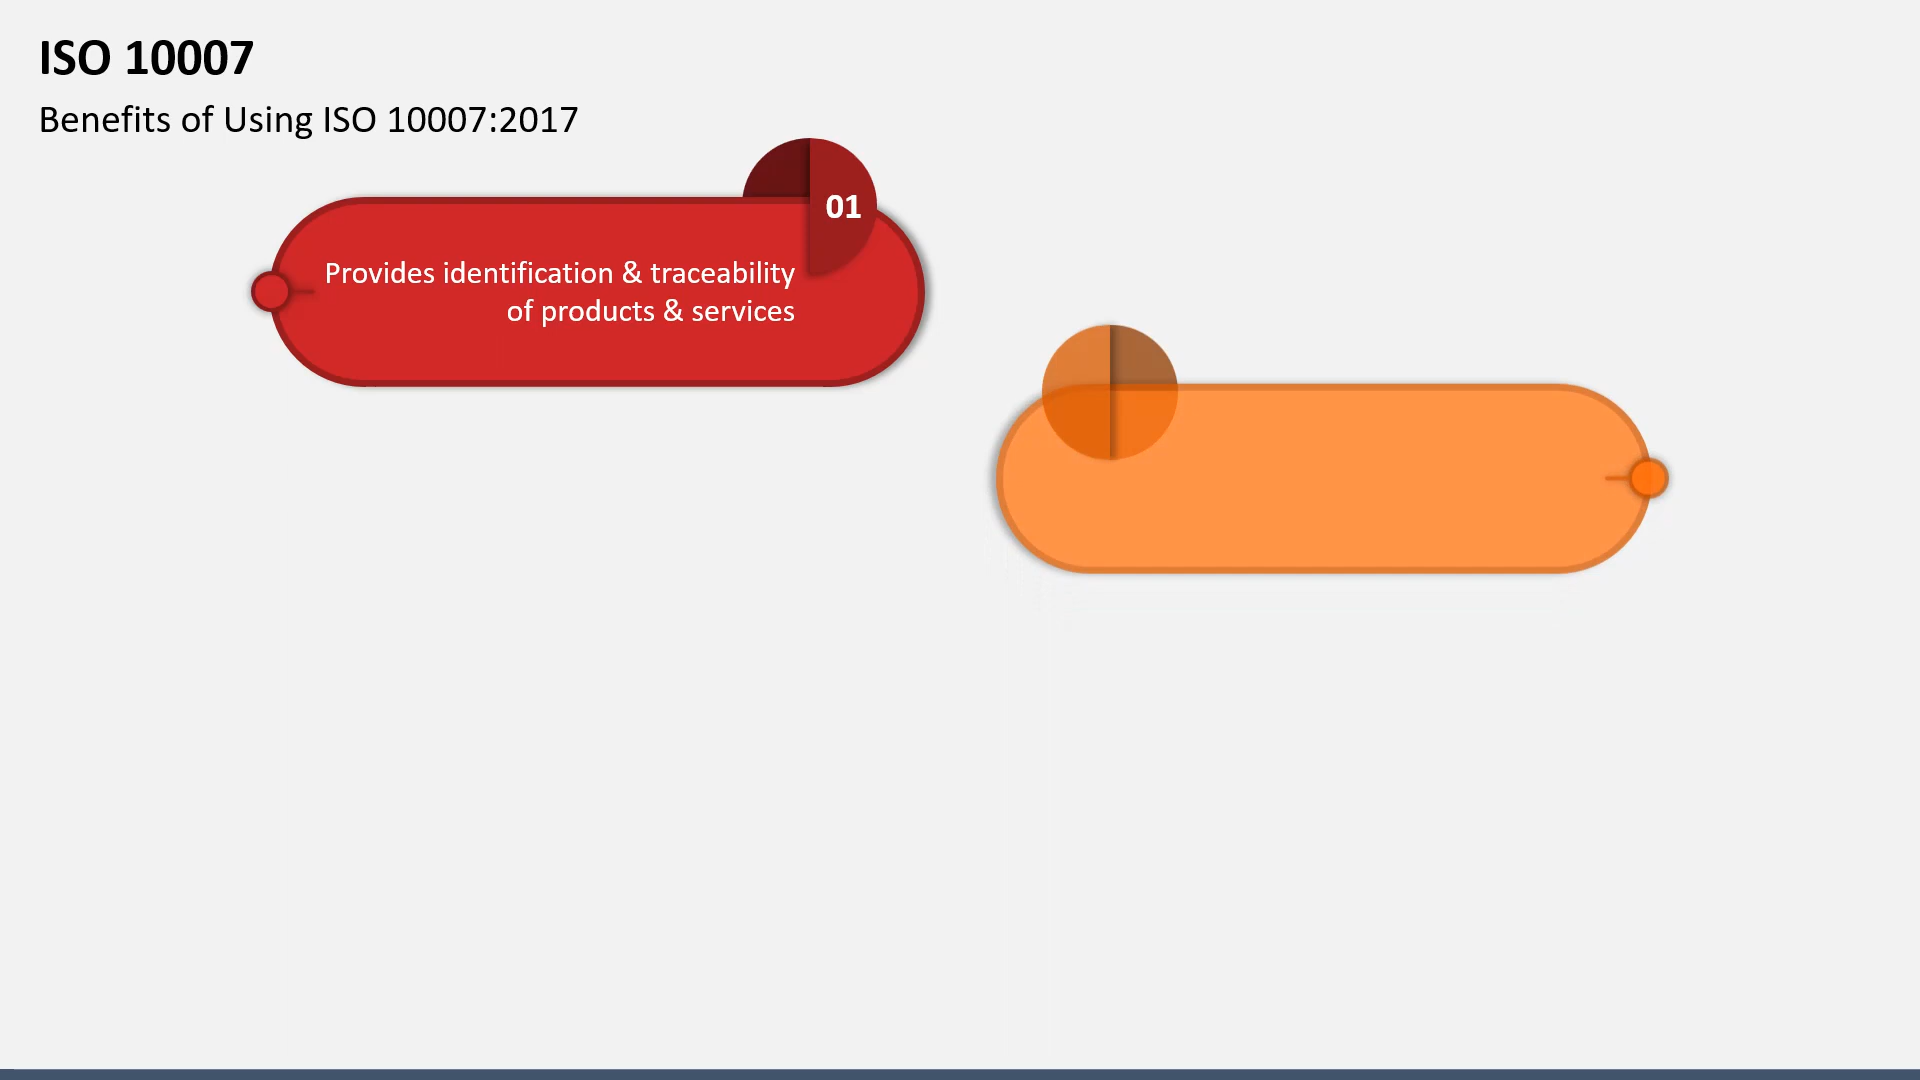 ISO 10007
Benefits of Using ISO 10007:2017
01
Provides identification & traceability
of products & services